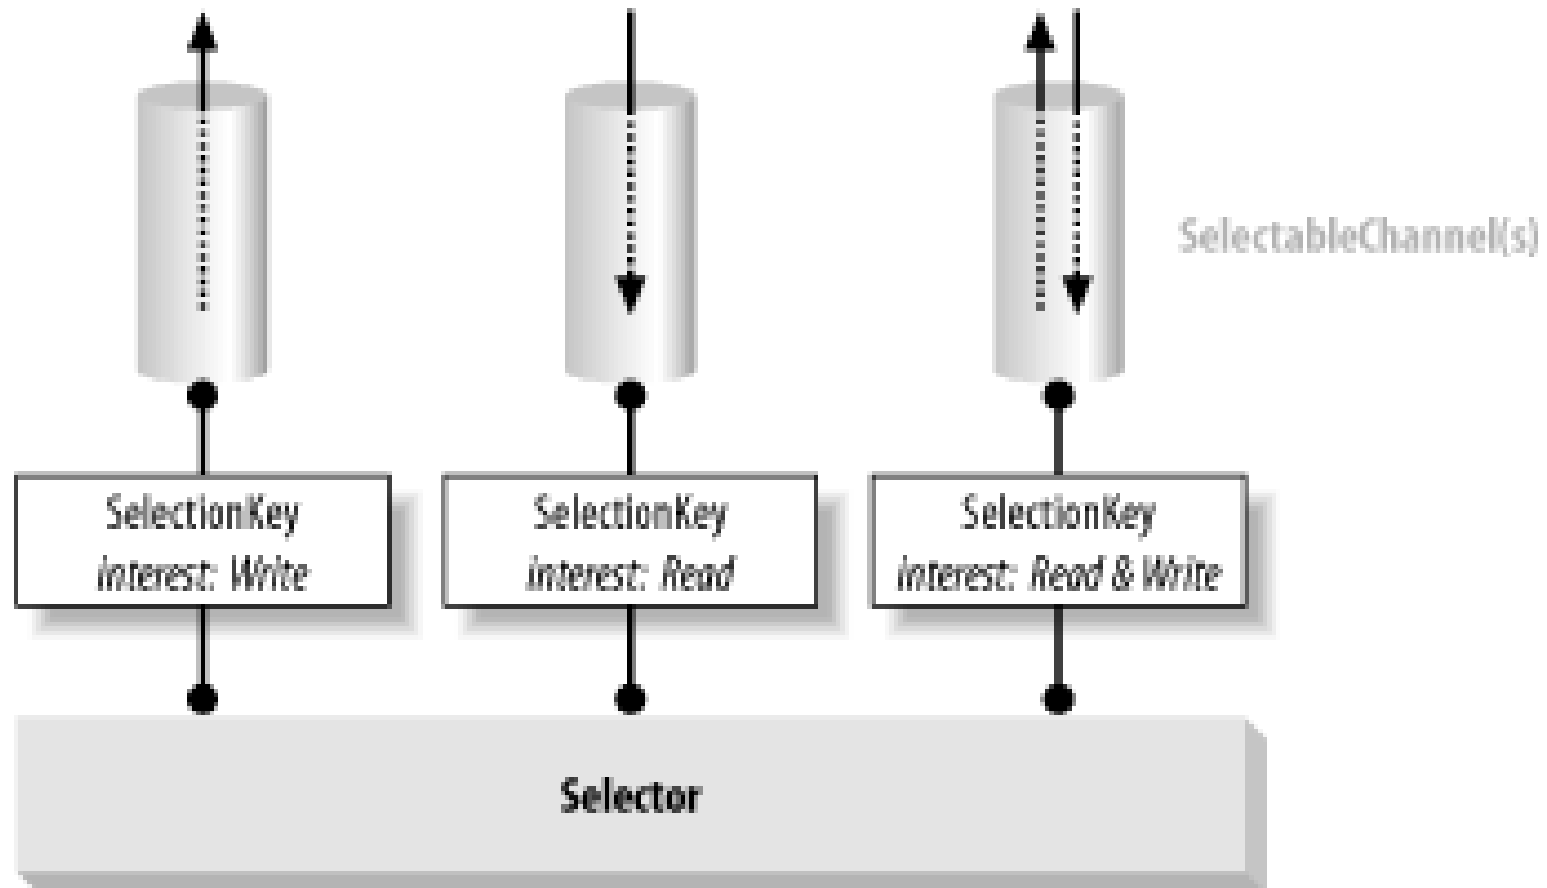 SelectableChannel(s)
SelectionKey
interest: Write
SelectionKey
interest: Read
SelectionKey
interest: Read & Write
Selector